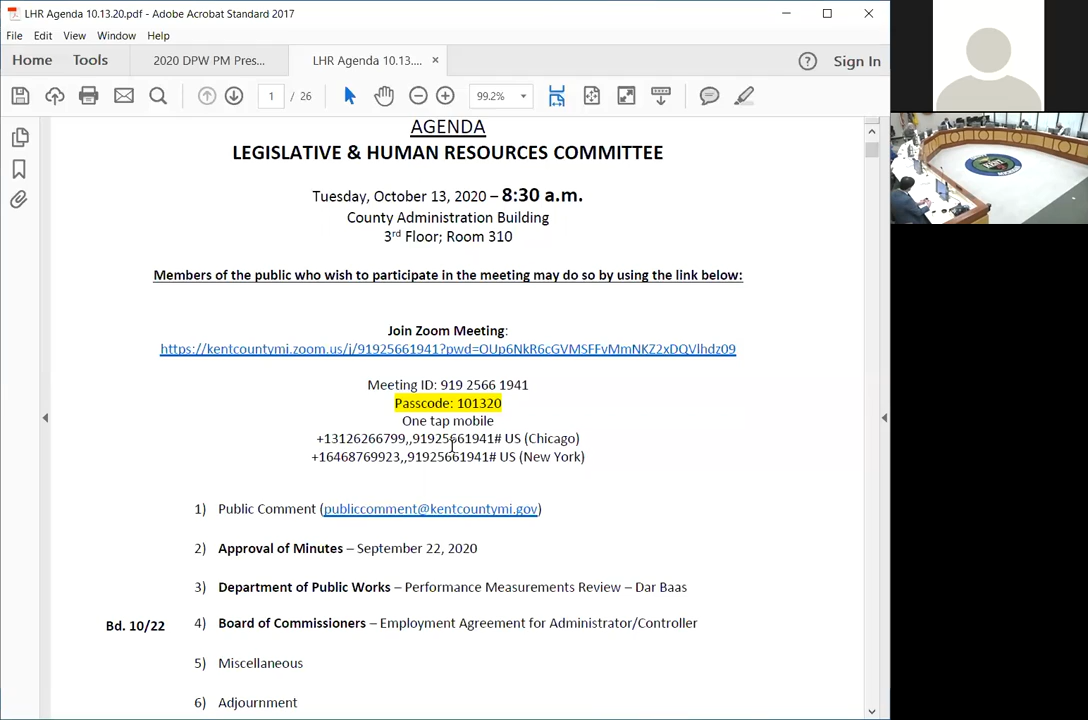 LHR Agenda 10.13.20.pdf - Adobe Acrobat Standard 2017
File Edit View Window Help
Home Tools 2020 DPW PM Pres... LHR Agenda 10.13.... × ? Sign In
1 / 26 99.2%
AGENDA
LEGISLATIVE & HUMAN RESOURCES COMMITTEE
Tuesday, October 13, 2020 – 8:30 a.m.
County Administration Building
3rd Floor; Room 310
Members of the public who wish to participate in the meeting may do so by using the link below:
Join Zoom Meeting:
https://kentcountymi.zoom.us/j/91925661941?pwd=OUp6NkR6cGVMSFFvMmNKZ2xDQVlhdz09
Meeting ID: 919 2566 1941
Passcode: 101320
One tap mobile
+13126266799,,91925661941# US (Chicago)
+16468769923,,91925661941# US (New York)
1) Public Comment (publiccomment@kentcountymi.gov)
2) Approval of Minutes – September 22, 2020
3) Department of Public Works – Performance Measurements Review – Dar Baas
Bd. 10/22 4) Board of Commissioners – Employment Agreement for Administrator/Controller
5) Miscellaneous
6) Adjournment